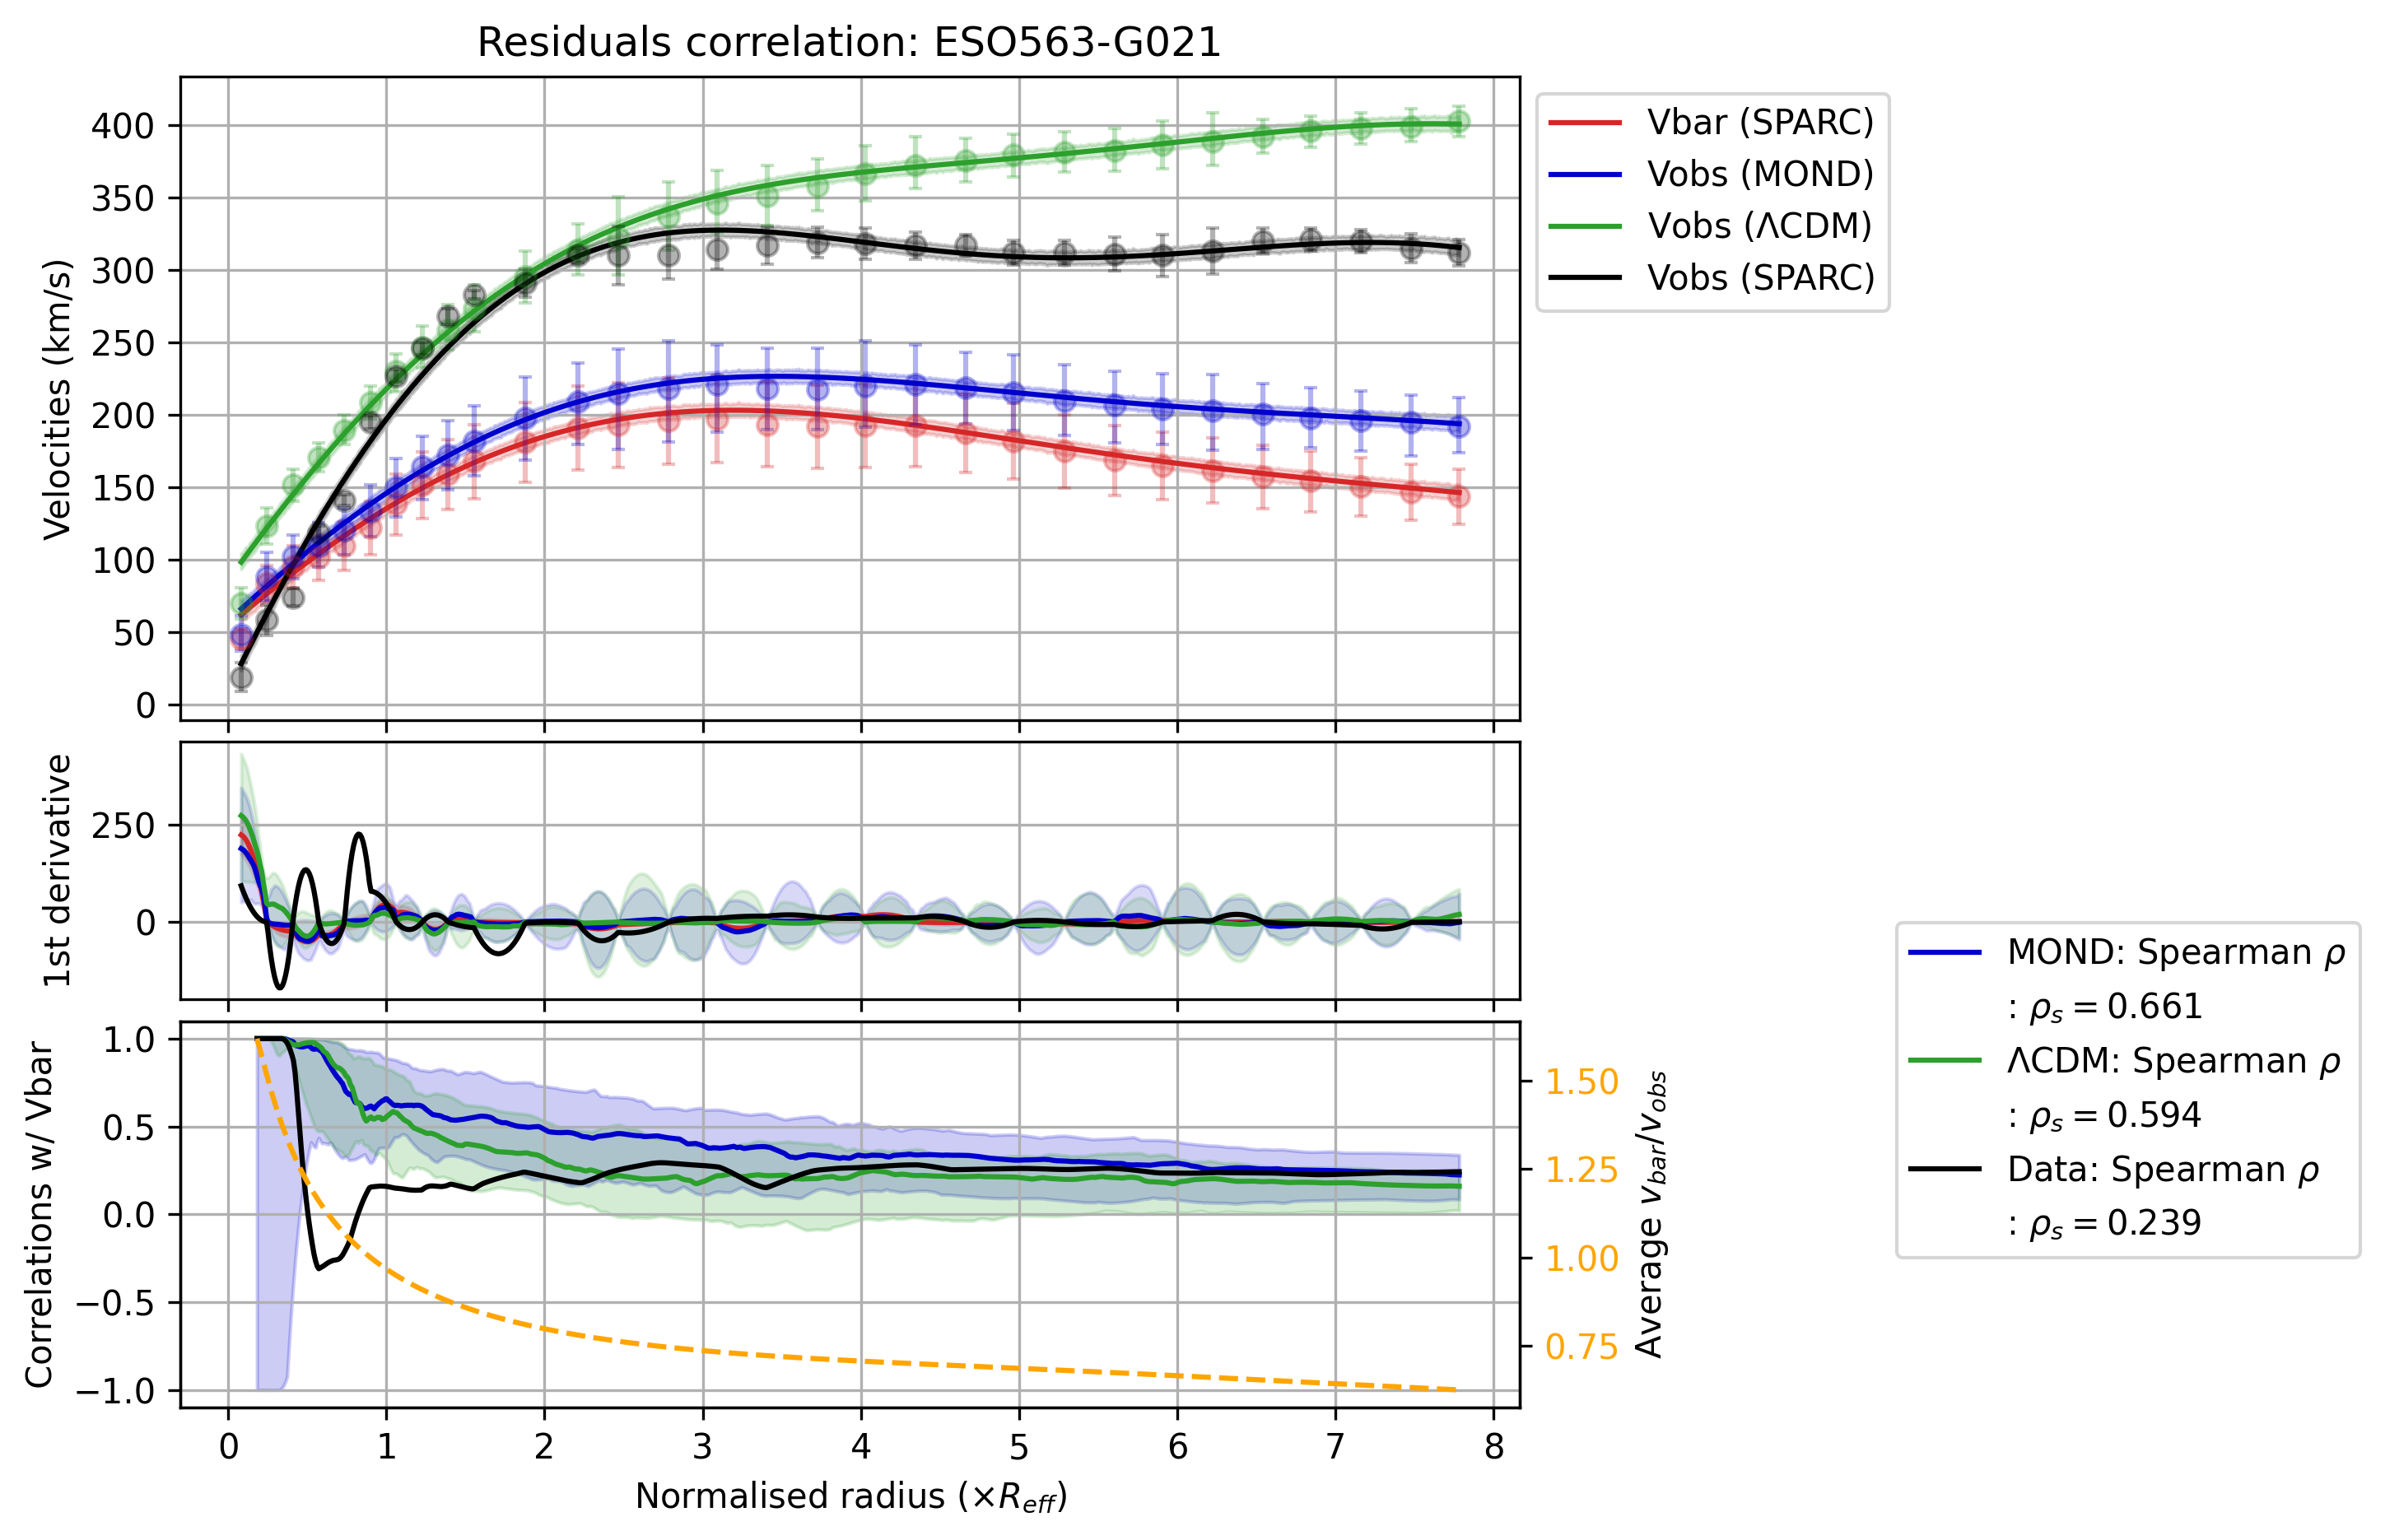 Residuals correlation: ESO563-G021
Velocities (km/s)
400
350
300
250
200
150
100
50
0
Vbar (SPARC)
Vobs (MOND)
Vobs (ΛCDM)
Vobs (SPARC)
1st derivative
250
0
Correlations w/ Vbar
1.0
0.5
0.0
−0.5
−1.0
1.50
1.25
1.00
0.75
Average v_bar/v_obs
MOND: Spearman ρ
: ρ_s = 0.661
ΛCDM: Spearman ρ
: ρ_s = 0.594
Data: Spearman ρ
: ρ_s = 0.239
0 1 2 3 4 5 6 7 8
Normalised radius (×R_eff)